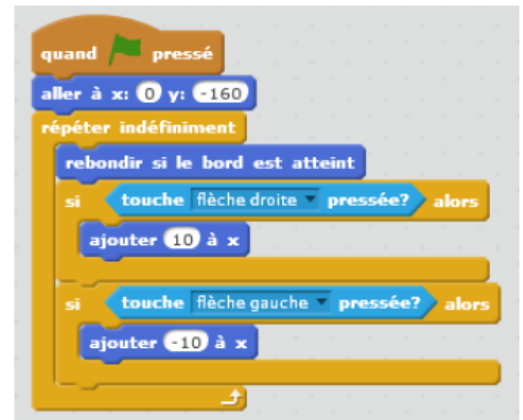 quand pressé
aller à x: 0 y: -160
répéter indéfiniment
rebondir si le bord est atteint
si touche flèche droite pressée? alors
ajouter 10 à x
si touche flèche gauche pressée? alors
ajouter -10 à x